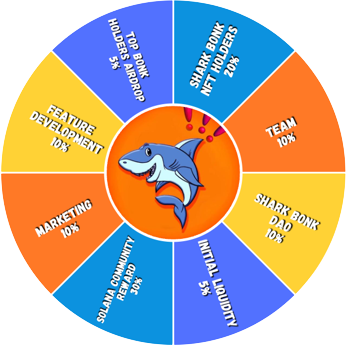 TOP BONK
HOLDERS AIRDROP
5%
SHARK BONK
NFT HOLDERS
20%
TEAM
10%
SHARK BONK
DAO
10%
INITIAL LIQUIDITY
5%
SOLANA COMMUNITY
REWARD
30%
MARKETING
10%
FEATURE
DEVELOPMENT
10%